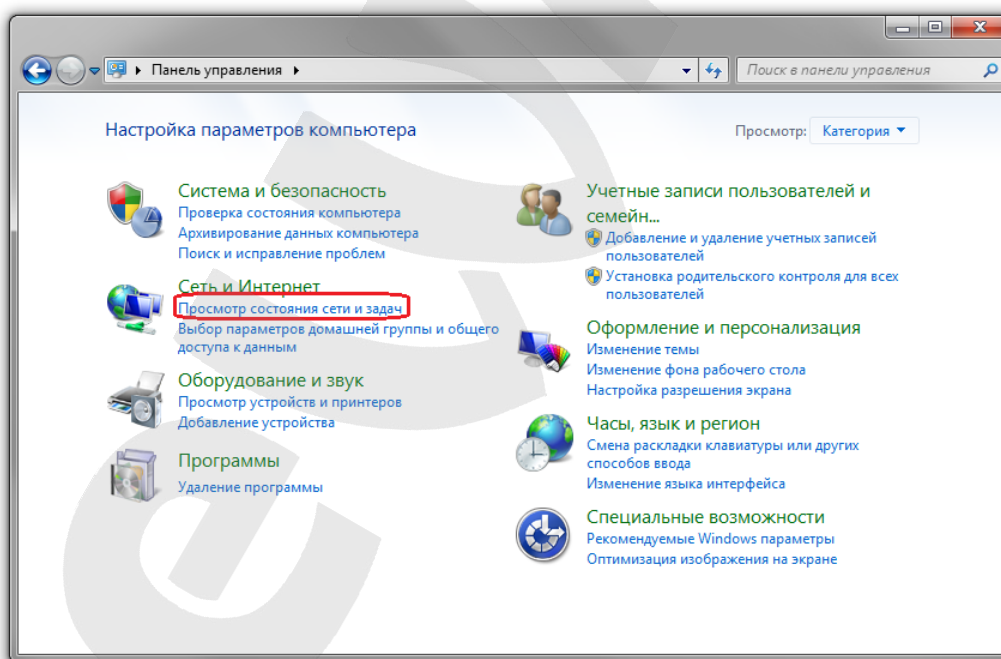 Панель управления
Поиск в панели управления
Настройка параметров компьютера
Просмотр: Категория
Система и безопасность
Проверка состояния компьютера
Архивирование данных компьютера
Поиск и исправление проблем
Сеть и Интернет
Просмотр состояния сети и задач
Выбор параметров домашней группы и общего
доступа к данным
Оборудование и звук
Просмотр устройств и принтеров
Добавление устройства
Программы
Удаление программы
Учетные записи пользователей и
семейн...
Добавление и удаление учетных записей
пользователей
Установка родительского контроля для всех
пользователей
Оформление и персонализация
Изменение темы
Изменение фона рабочего стола
Настройка разрешения экрана
Часы, язык и регион
Смена раскладки клавиатуры или других
способов ввода
Изменение языка интерфейса
Специальные возможности
Рекомендуемые Windows параметры
Оптимизация изображения на экране